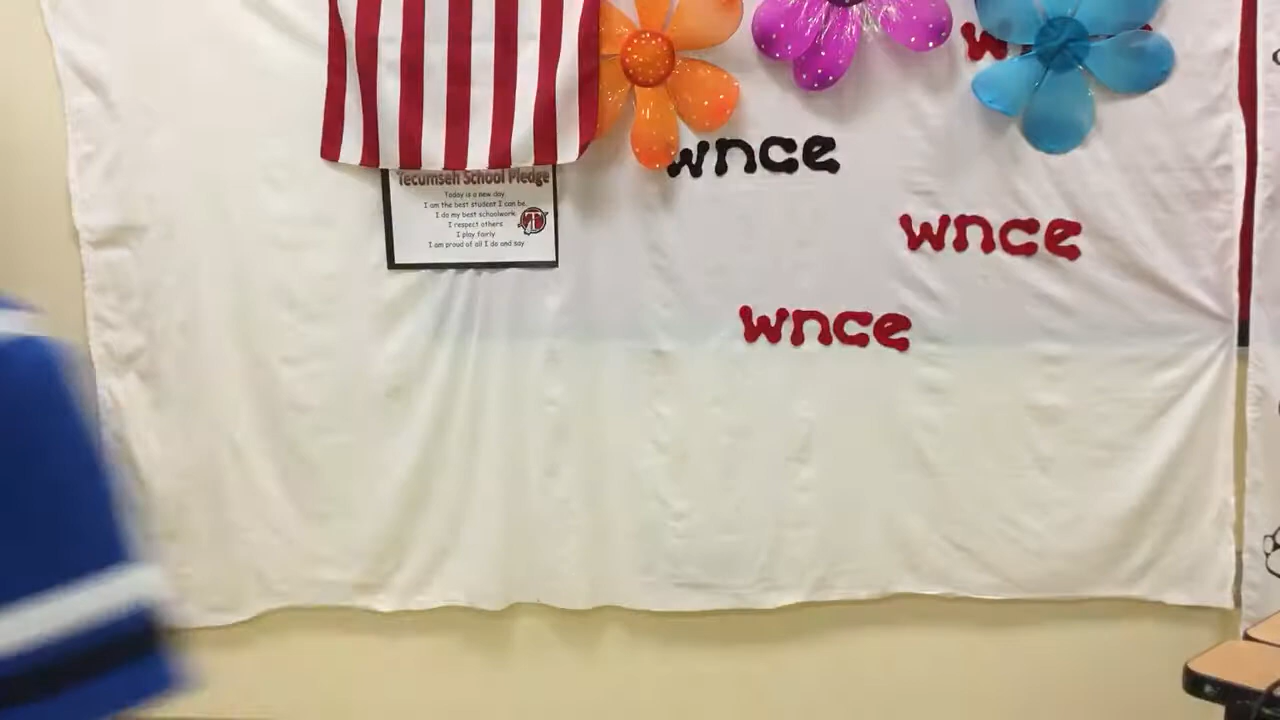 w
wnce
Tecumseh School Pledge
Today is a new day
I am the best student I can be.
I do my best schoolwork
I respect others
I play fairly
I am proud of all I do and say
wnce
wnce